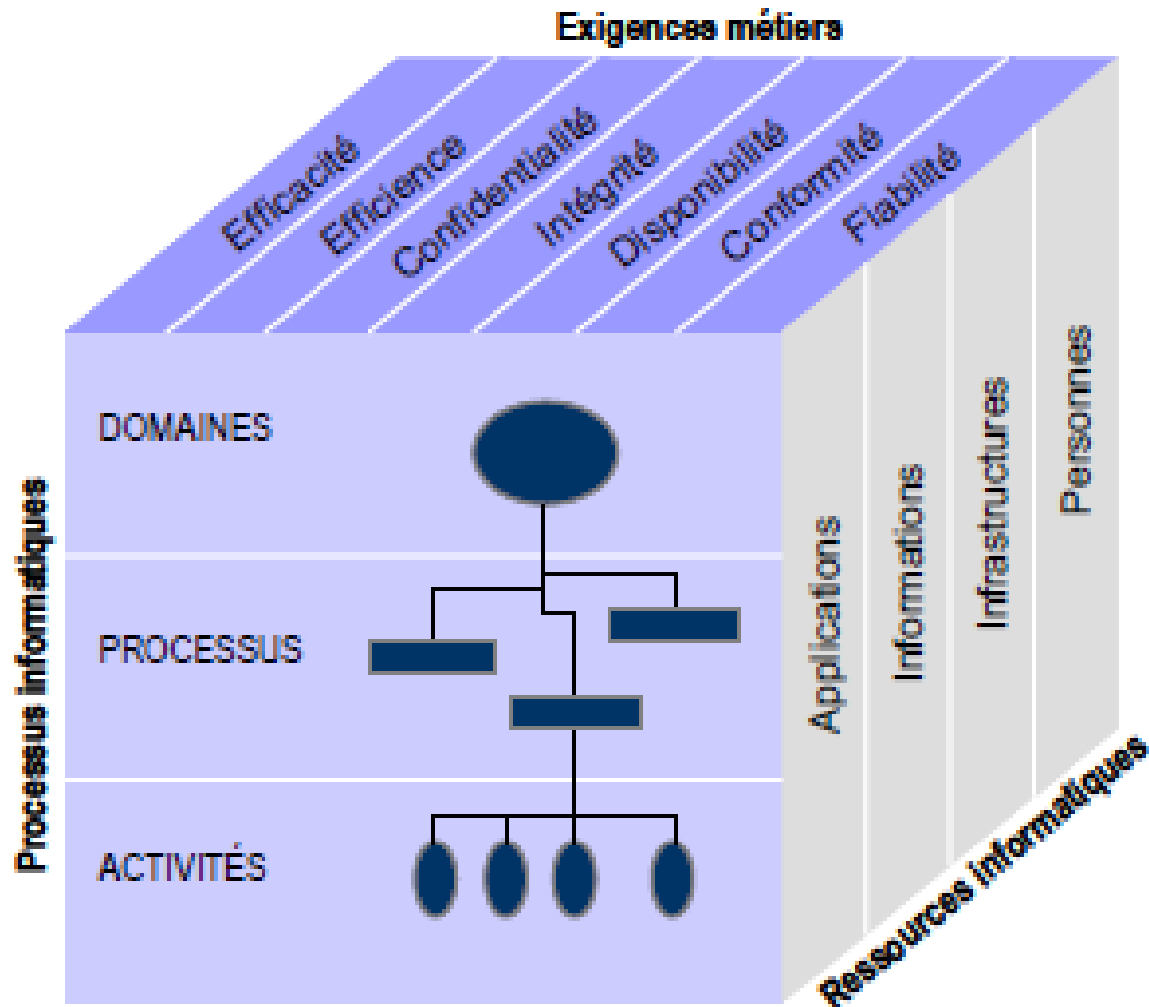 Exigences métiers
Efficacité
Efficience
Confidentialité
Intégrité
Disponibilité
Conformité
Fiabilité
Processus informatiques
DOMAINES
PROCESSUS
ACTIVITÉS
Applications
Informations
Infrastructures
Personnes
Ressources informatiques